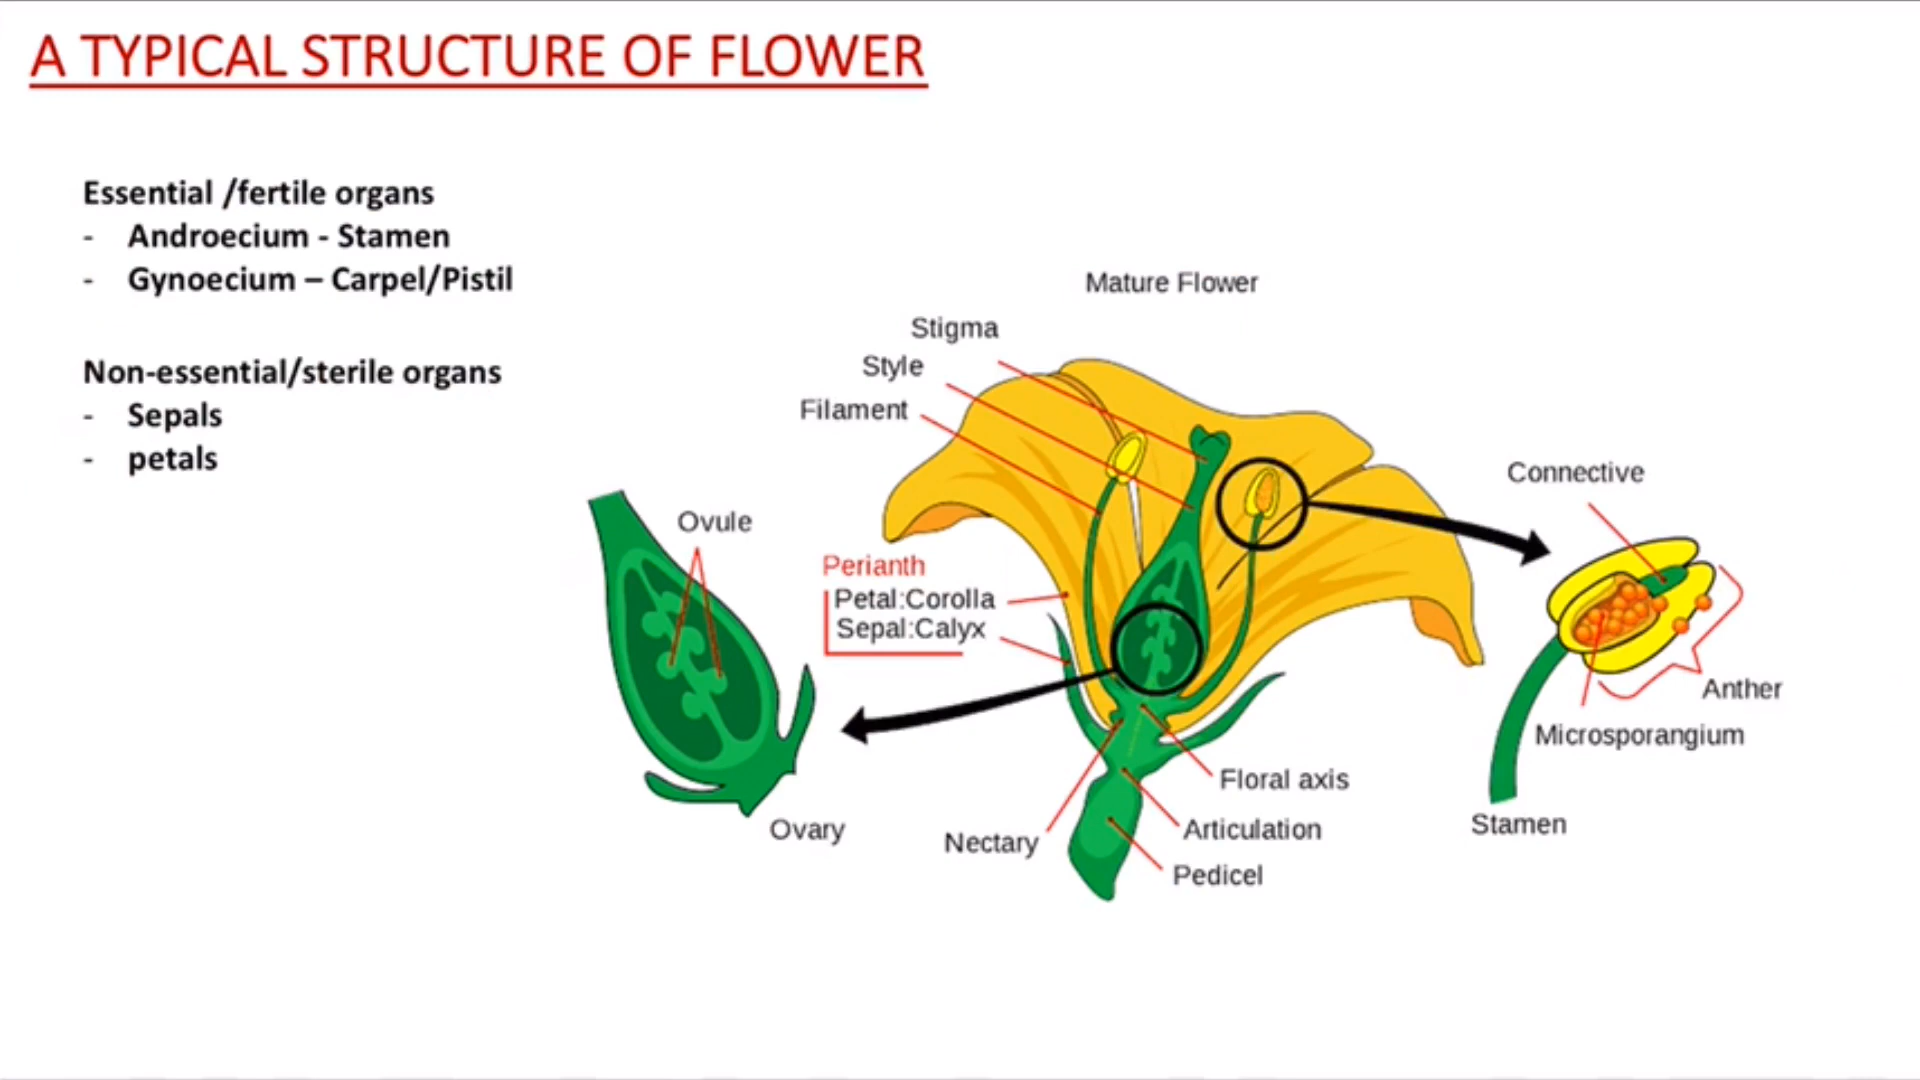 A TYPICAL STRUCTURE OF FLOWER
Essential /fertile organs
- Androecium - Stamen
- Gynoecium – Carpel/Pistil
Non-essential/sterile organs
- Sepals
- petals
Mature Flower
Stigma
Style
Filament
Connective
Ovule
Perianth
Petal:Corolla
Sepal:Calyx
Anther
Microsporangium
Floral axis
Stamen
Ovary
Articulation
Nectary
Pedicel